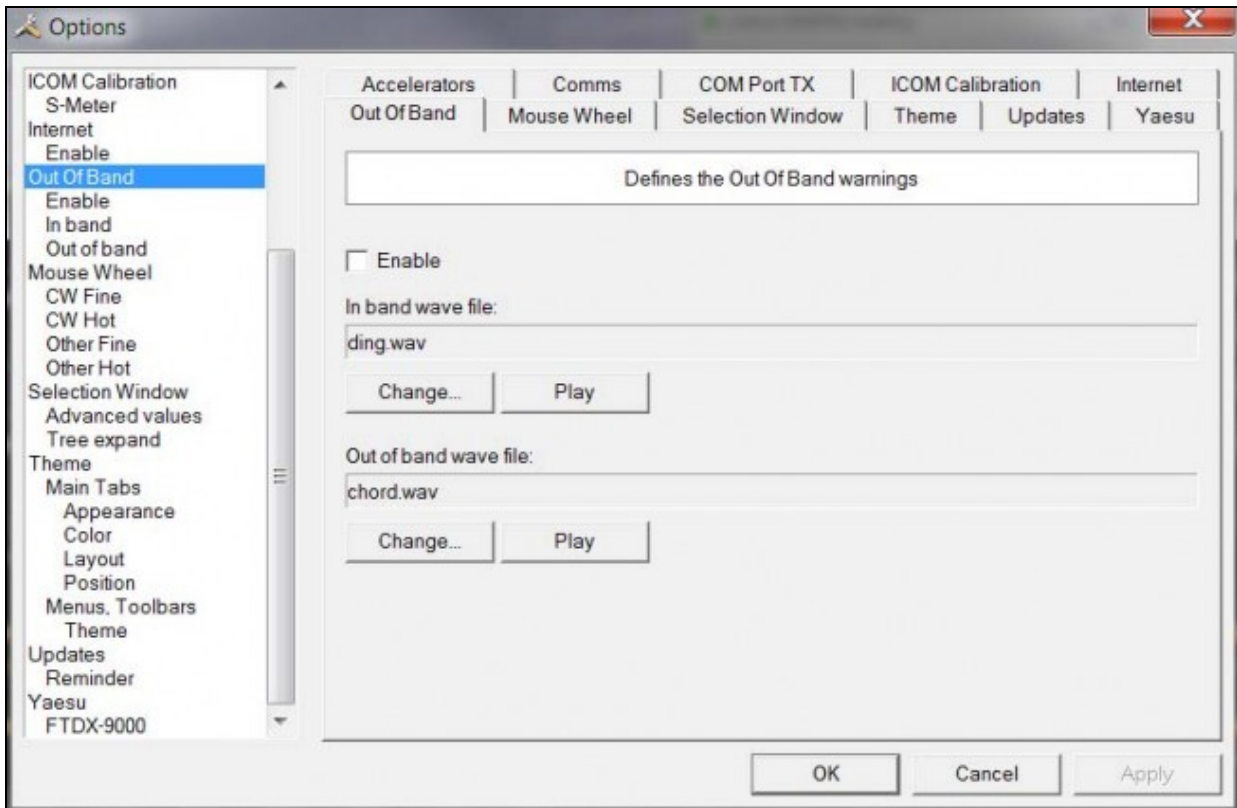 Options
X
ICOM Calibration
S-Meter
Internet
Enable
Out Of Band
Enable
In band
Out of band
Mouse Wheel
CW Fine
CW Hot
Other Fine
Other Hot
Selection Window
Advanced values
Tree expand
Theme
Main Tabs
Appearance
Color
Layout
Position
Menus, Toolbars
Theme
Updates
Reminder
Yaesu
FTDX-9000
Accelerators Comms COM Port TX ICOM Calibration Internet
Out Of Band Mouse Wheel Selection Window Theme Updates Yaesu
Defines the Out Of Band warnings
Enable
In band wave file:
ding.wav
Change... Play
Out of band wave file:
chord.wav
Change... Play
OK Cancel Apply